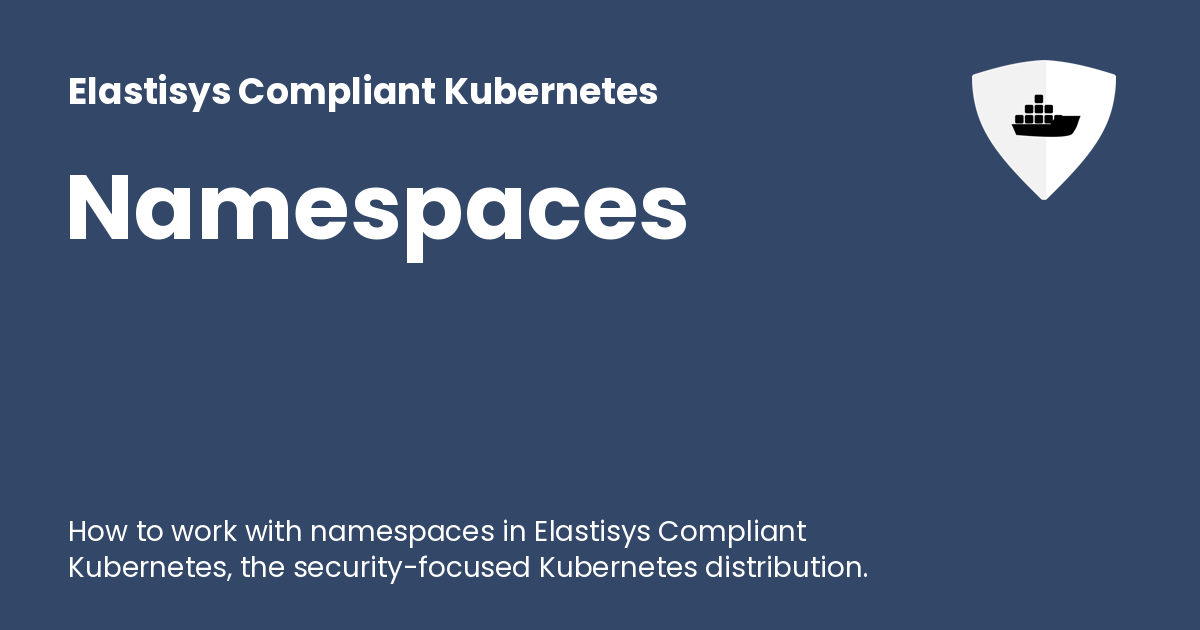 Elastisys Compliant Kubernetes
Namespaces
How to work with namespaces in Elastisys Compliant
Kubernetes, the security-focused Kubernetes distribution.